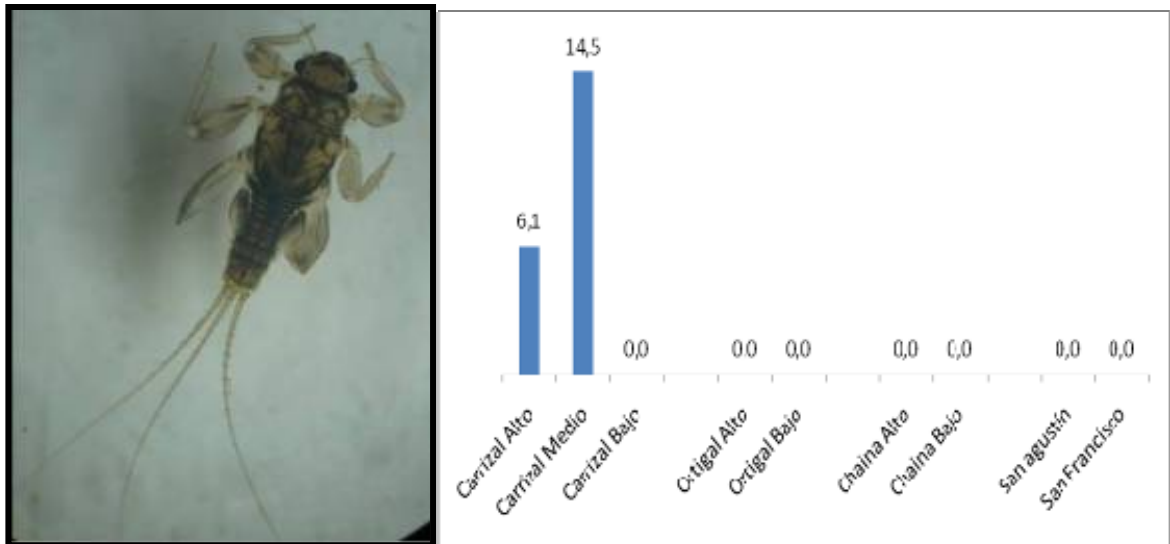 14,5
6,1
0,0
0,0
0,0
0,0
0,0
0,0
0,0
Carrizal Alto
Carrizal Medio
Carrizal Bajo
Ortigal Alto
Ortigal Bajo
Chaina Alto
Chaina Bajo
San agustín
San Francisco